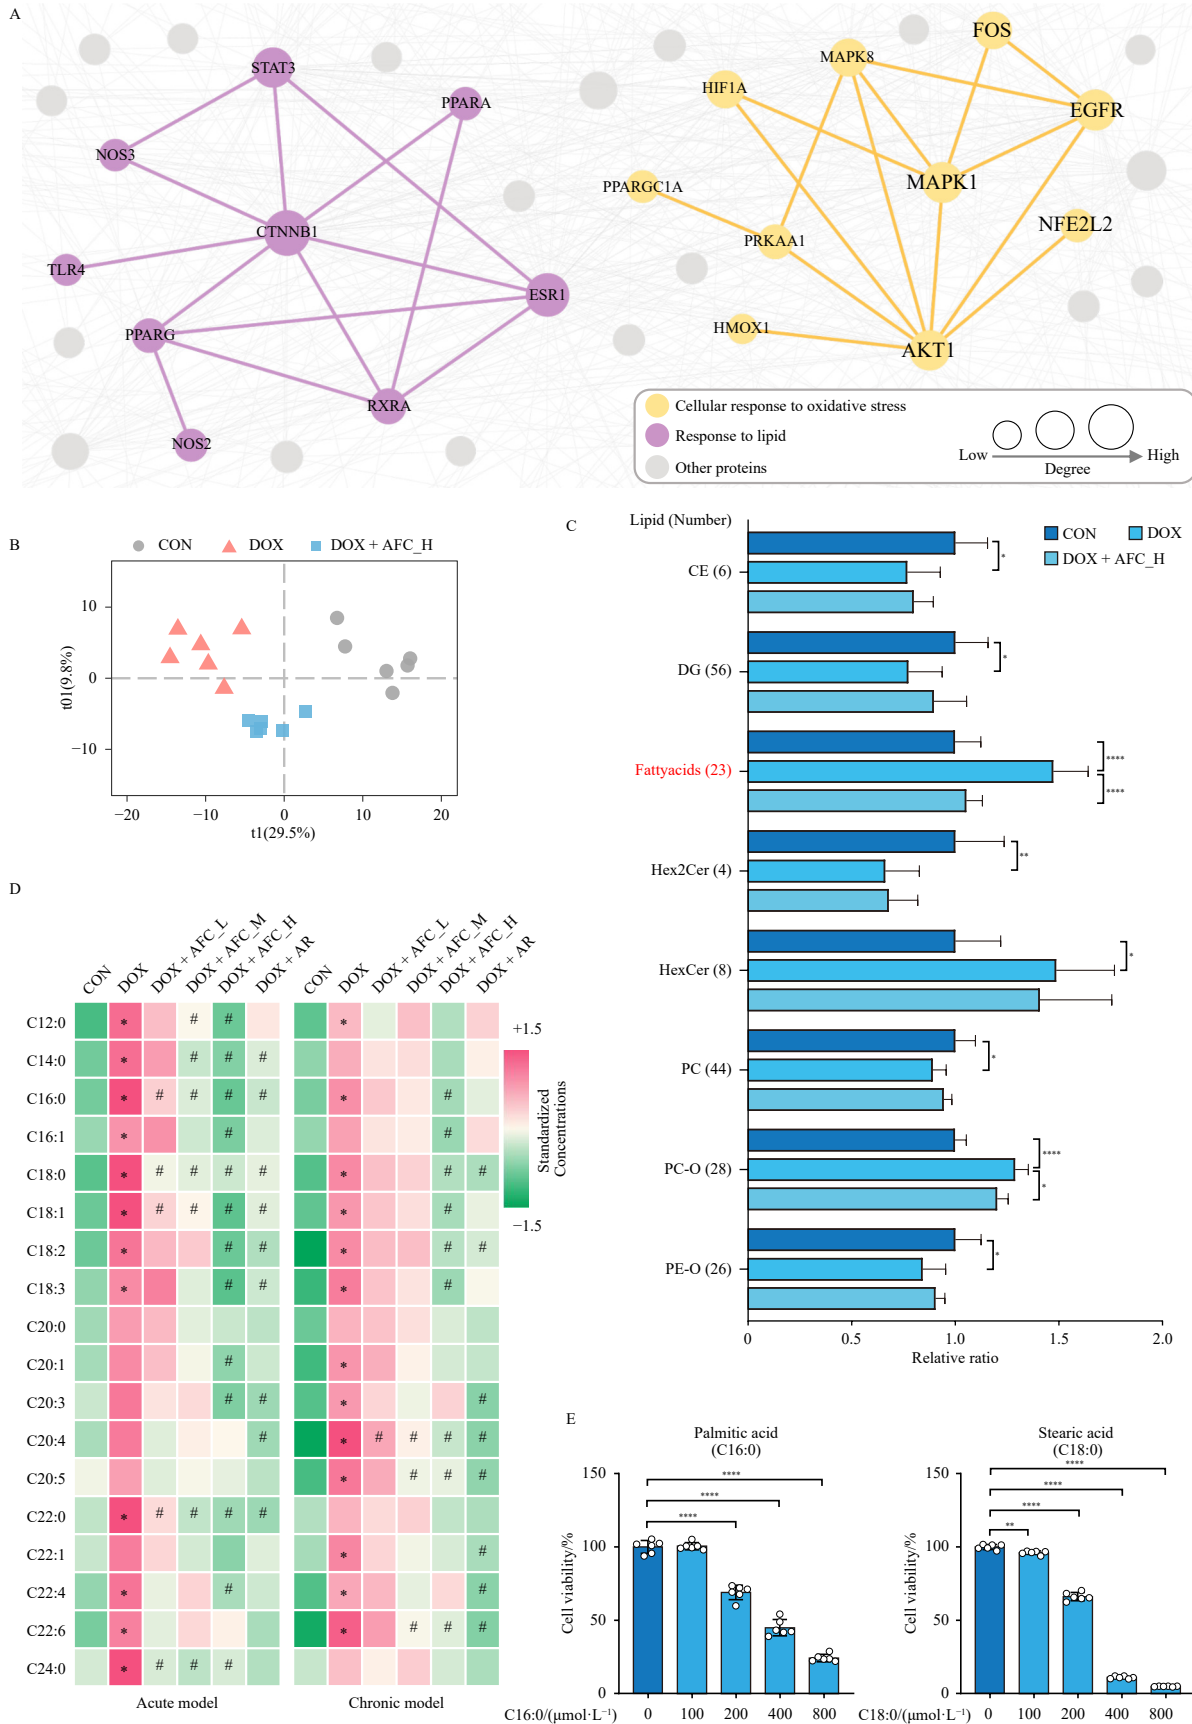 A
STAT3
PPARA
NOS3
CTNNB1
TLR4
ESR1
PPARG
RXRA
NOS2
FOS
MAPK8
HIF1A
EGFR
MAPK1
PPARGC1A
NFE2L2
PRKAA1
HMOX1
AKT1
Cellular response to oxidative stress
Response to lipid
Other proteins
Low
High
Degree
B
CON DOX DOX + AFC_H
10
0
−10
t01(9.8%)
−20 −10 0 10 20
t1(29.5%)
C
Lipid (Number)
CON DOX
DOX + AFC_H
CE (6)
*
DG (56)
*
Fattyacids (23)
****
****
Hex2Cer (4)
**
HexCer (8)
*
PC (44)
*
PC-O (28)
****
*
PE-O (26)
*
0 0.5 1.0 1.5 2.0
Relative ratio
D
CON DOX DOX + AFC_L DOX + AFC_M DOX + AFC_H DOX + AR CON DOX DOX + AFC_L DOX + AFC_M DOX + AFC_H DOX + AR
C12:0 * # # *
C14:0 * # # #
C16:0 * # # # # * #
C16:1 * # #
C18:0 * # # # # * # #
C18:1 * # # # # * #
C18:2 * # # * # #
C18:3 * # # * #
C20:0
C20:1 # *
C20:3 # # * #
C20:4 # * # # # #
C20:5 * # # #
C22:0 * # # # #
C22:1 * #
C22:4 * # * #
C22:6 * * # # #
C24:0 * # # #
Acute model Chronic model
+1.5
Standardized
Concentrations
−1.5
E
Palmitic acid
(C16:0)
****
****
****
150
100
50
0
Cell viability/%
C16:0/(μmol·L⁻¹) 0 100 200 400 800
Stearic acid
(C18:0)
****
****
****
**
150
100
50
0
Cell viability/%
C18:0/(μmol·L⁻¹) 0 100 200 400 800